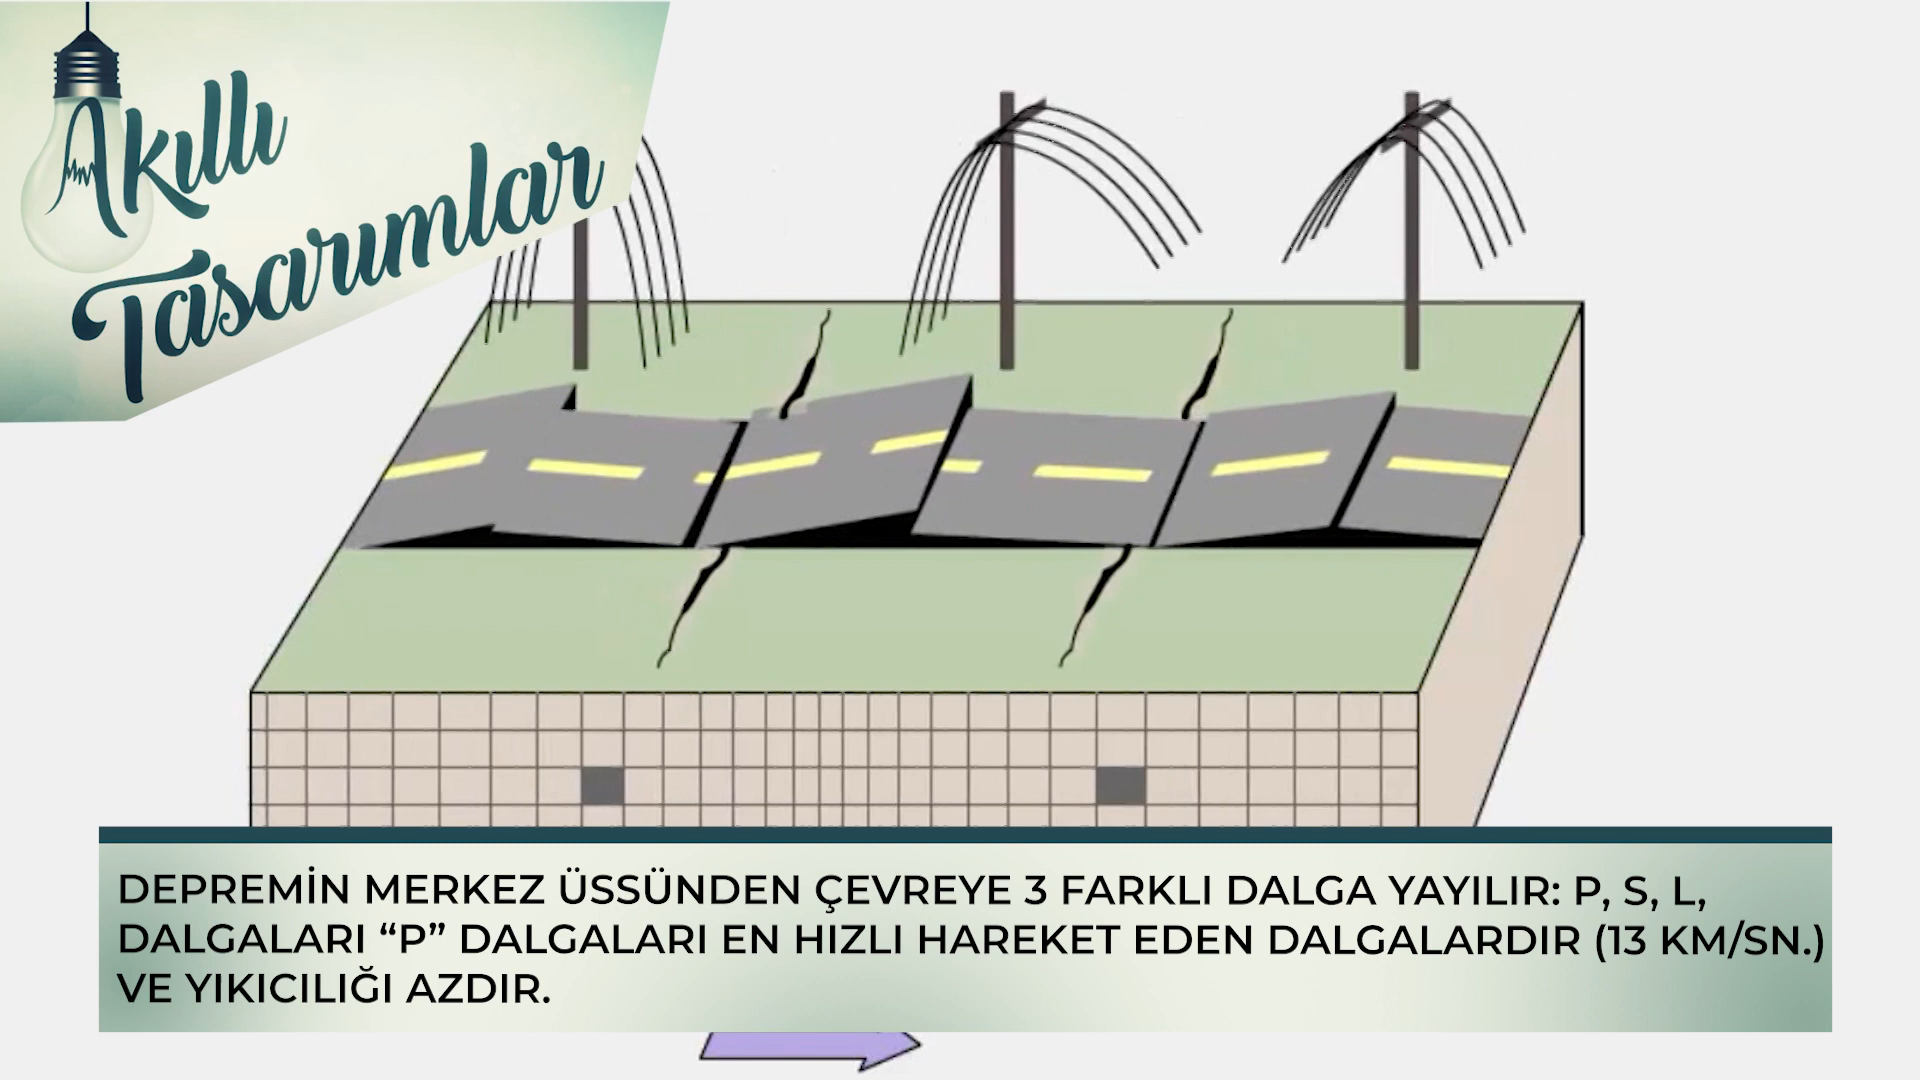 Akıllı
Tasarımlar
DEPREMİN MERKEZ ÜSSÜNDEN ÇEVREYE 3 FARKLI DALGA YAYILIR: P, S, L,
DALGALARI “P” DALGALARI EN HIZLI HAREKET EDEN DALGALARDIR (13 KM/SN.)
VE YIKICILIĞI AZDIR.